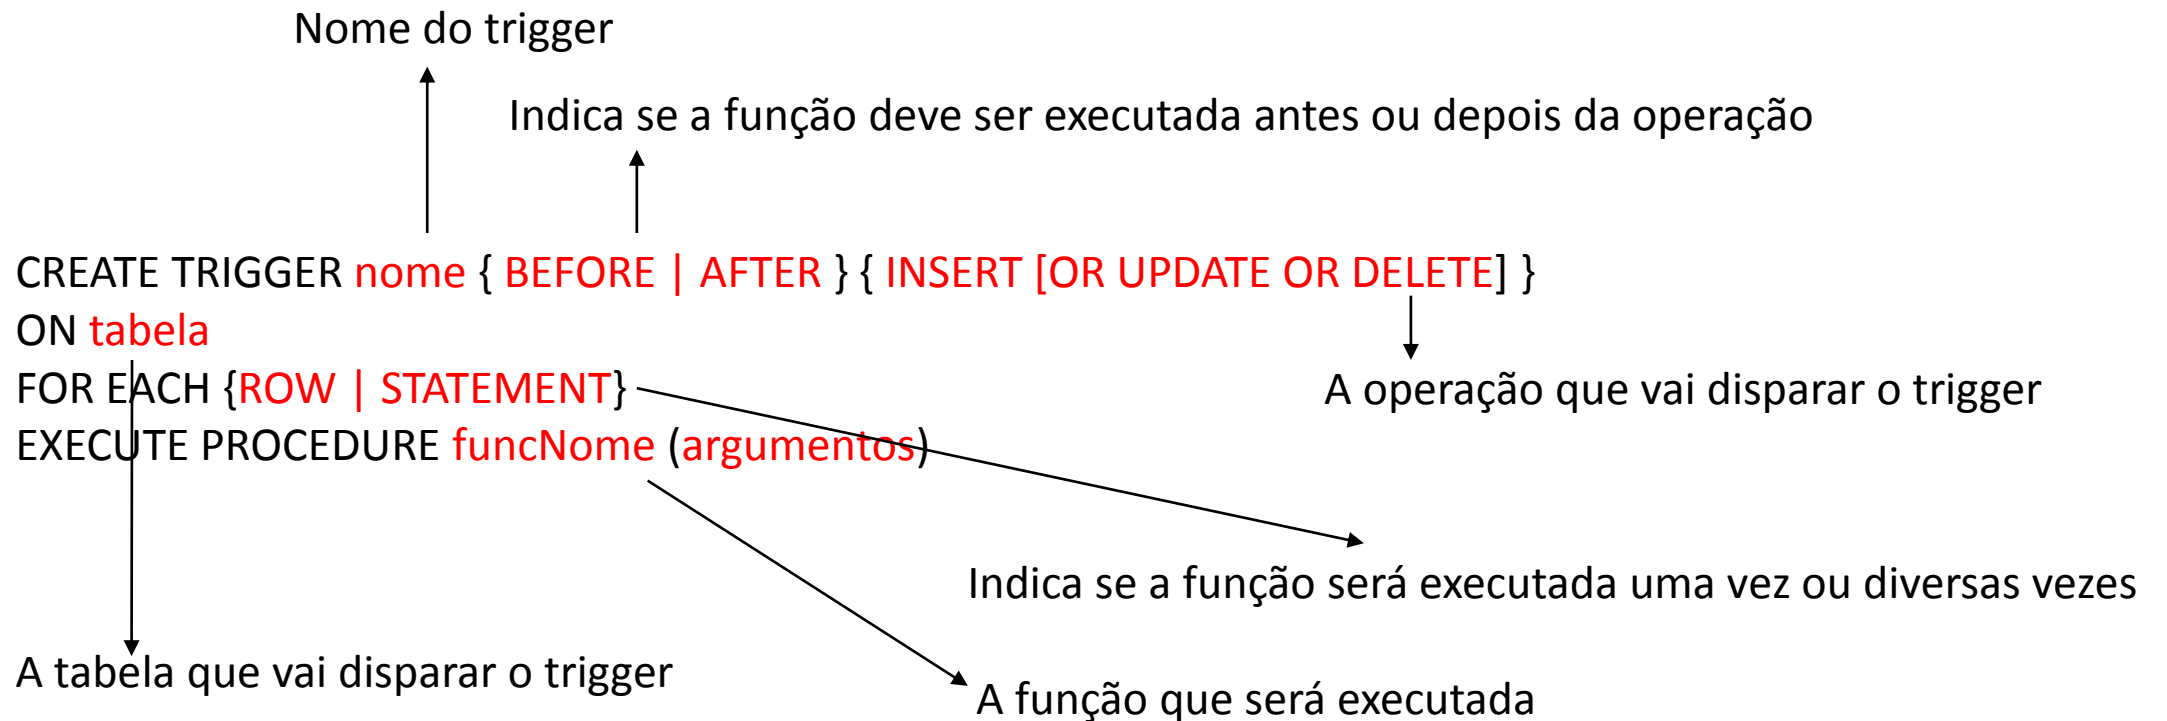 Nome do trigger
Indica se a função deve ser executada antes ou depois da operação
CREATE TRIGGER nome { BEFORE | AFTER } { INSERT [OR UPDATE OR DELETE] }
ON tabela
FOR EACH {ROW | STATEMENT}
A operação que vai disparar o trigger
EXECUTE PROCEDURE funcNome (argumentos)
Indica se a função será executada uma vez ou diversas vezes
A tabela que vai disparar o trigger
A função que será executada